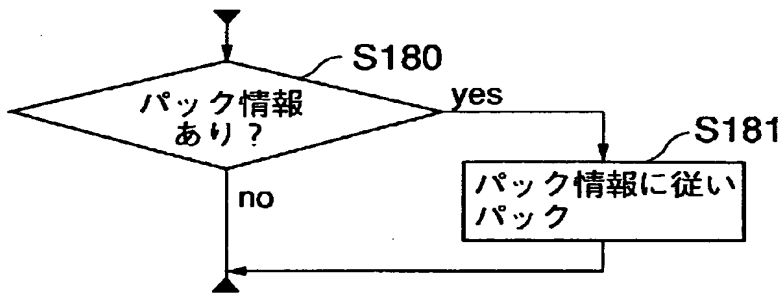 S180
パック情報
あり？
yes
S181
パック情報に従い
パック
no